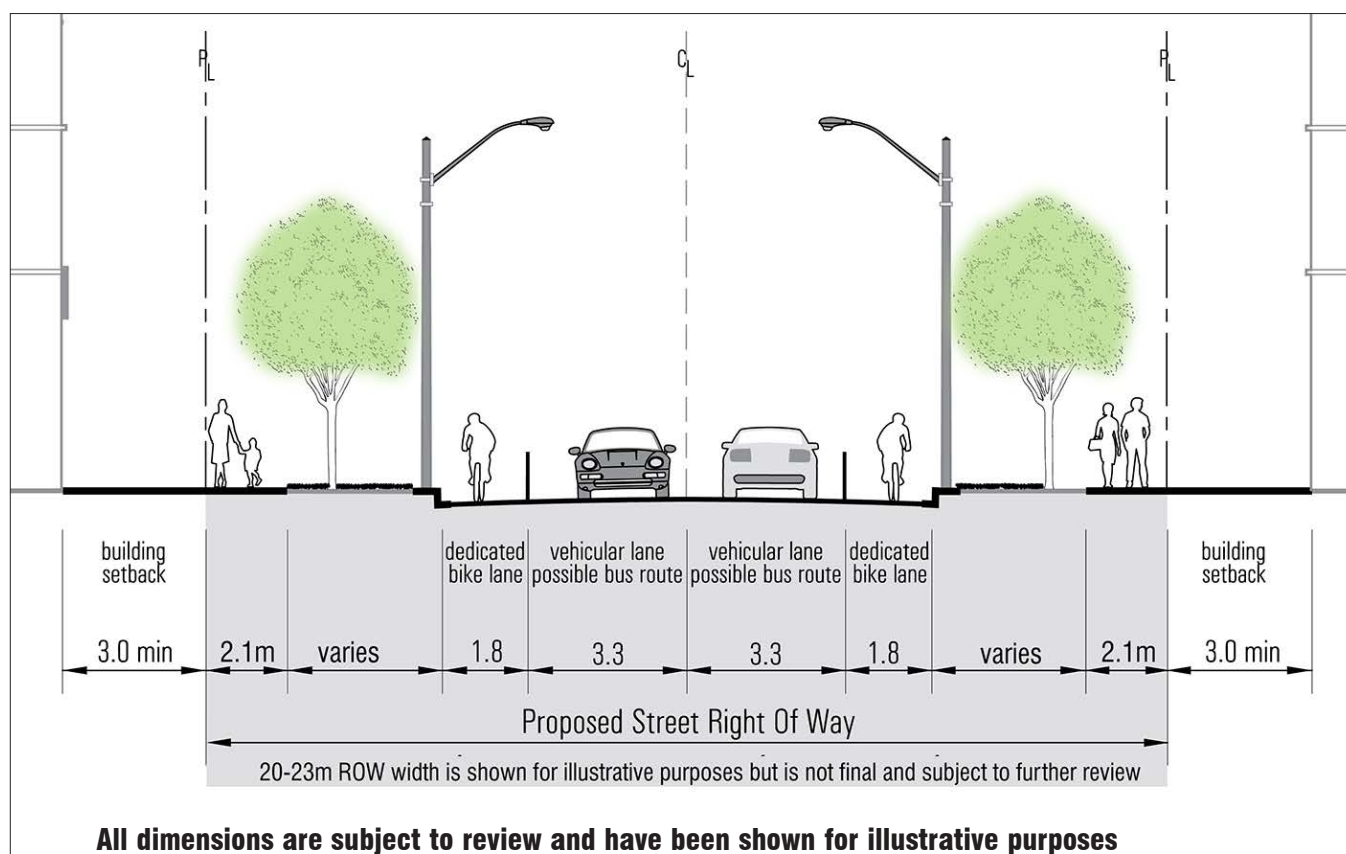 PL CL PL
building setback
dedicated bike lane
vehicular lane possible bus route
vehicular lane possible bus route
dedicated bike lane
building setback
3.0 min 2.1m varies 1.8 3.3 3.3 1.8 varies 2.1m 3.0 min
Proposed Street Right Of Way
20-23m ROW width is shown for illustrative purposes but is not final and subject to further review
All dimensions are subject to review and have been shown for illustrative purposes